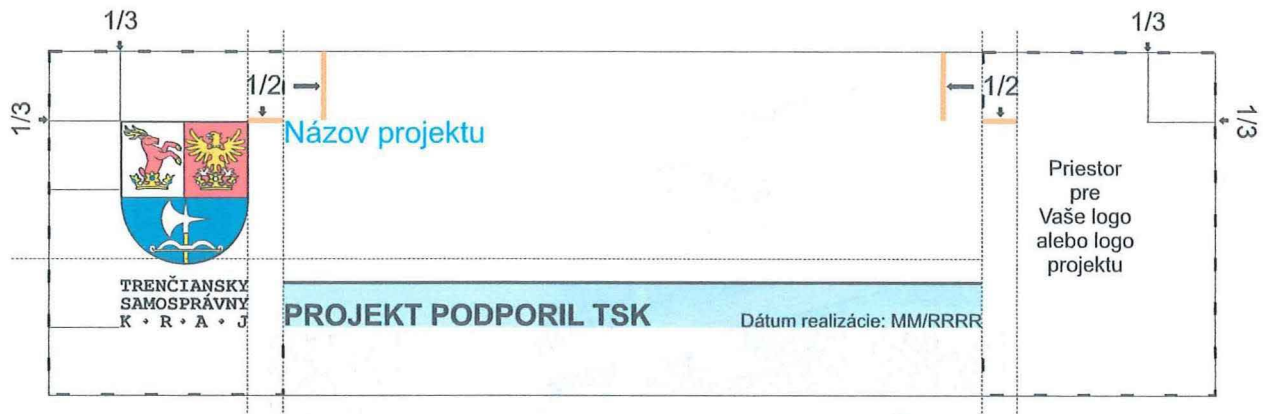 1/3
1/3
1/2
1/2
1/3
1/3
Názov projektu
Priestor
pre
Vaše logo
alebo logo
projektu
TRENČIANSKY
SAMOSPRÁVNY
K • R • A • J
PROJEKT PODPORIL TSK
Dátum realizácie: MM/RRRR